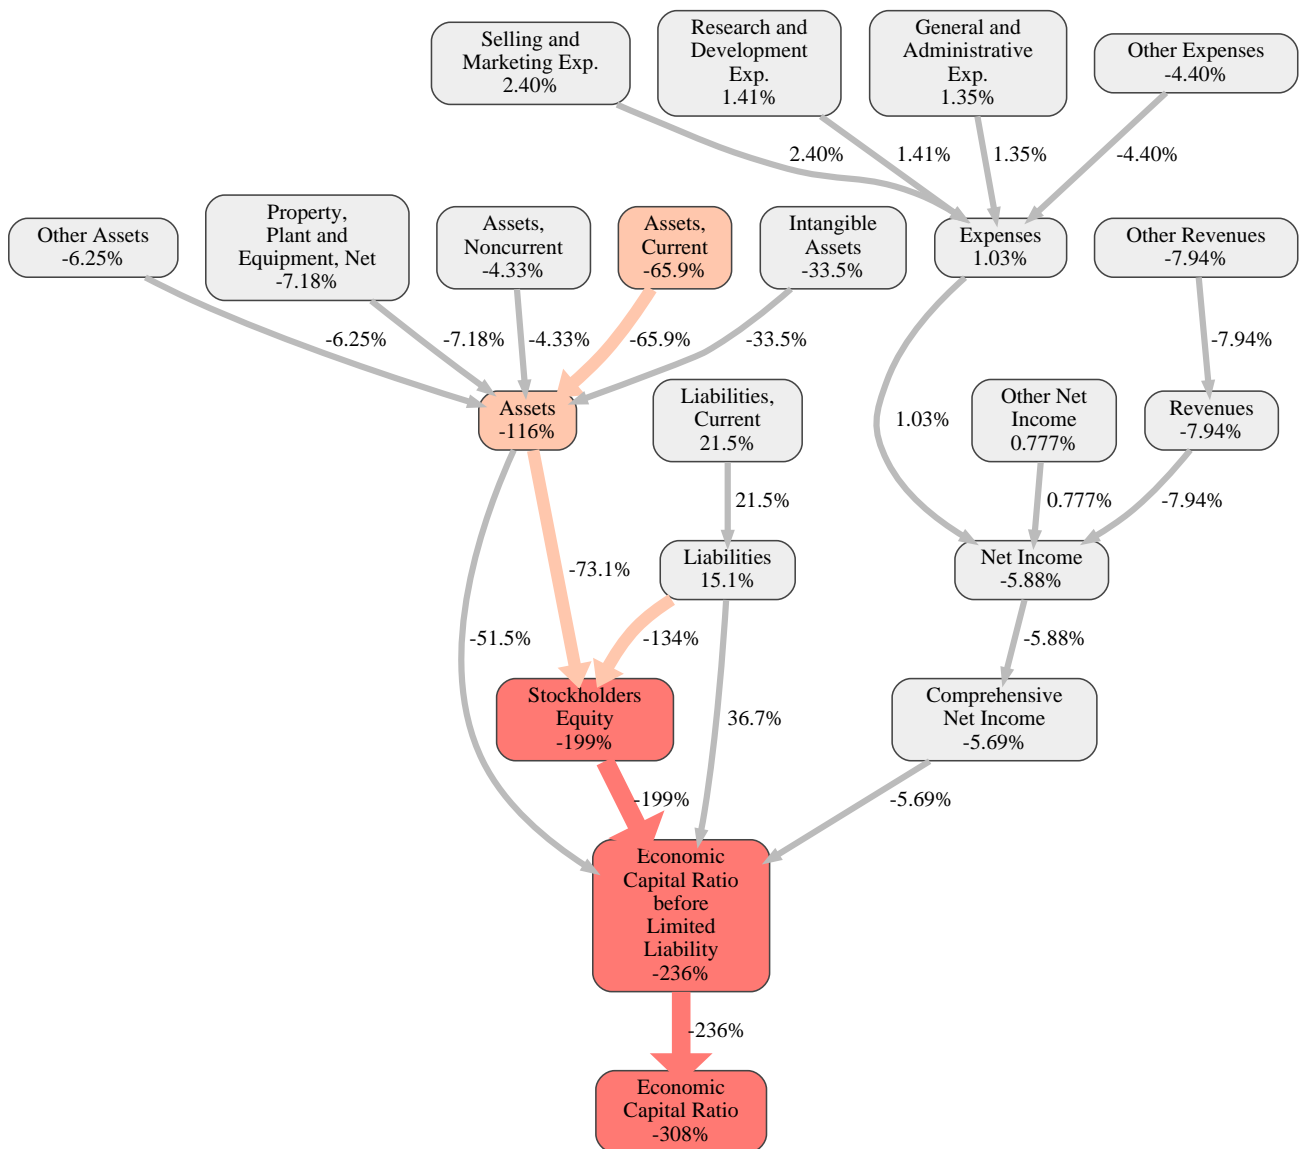 Selling and
Marketing Exp.
2.40%
Research and
Development
Exp.
1.41%
General and
Administrative
Exp.
1.35%
Other Expenses
-4.40%
2.40%
1.41%
1.35%
-4.40%
Other Assets
-6.25%
Property,
Plant and
Equipment, Net
-7.18%
Assets,
Noncurrent
-4.33%
Assets,
Current
-65.9%
Intangible
Assets
-33.5%
Expenses
1.03%
Other Revenues
-7.94%
-6.25%
-7.18%
-4.33%
-65.9%
-33.5%
-7.94%
Assets
-116%
Liabilities,
Current
21.5%
1.03%
Other Net
Income
0.777%
Revenues
-7.94%
21.5%
0.777%
-7.94%
-73.1%
Liabilities
15.1%
Net Income
-5.88%
-51.5%
-134%
-5.88%
Stockholders
Equity
-199%
36.7%
Comprehensive
Net Income
-5.69%
-199%
-5.69%
Economic
Capital Ratio
before
Limited
Liability
-236%
-236%
Economic
Capital Ratio
-308%